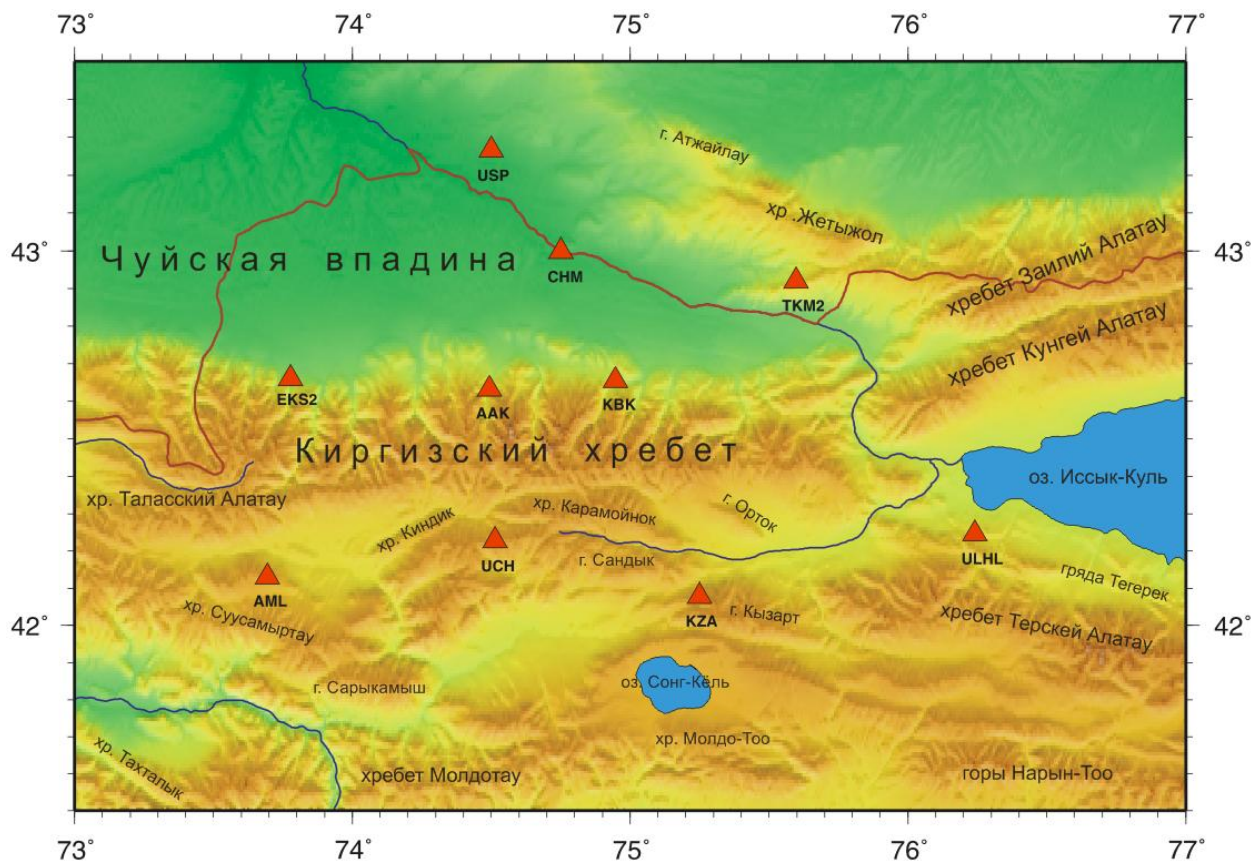 73° 74° 75° 76° 77°
г. Атжайлау
USP
хр .Жетыжол
43° 43°
Чуйская впадина
хребет Заилий Алатау
CHM
TKM2
хребет Кунгей Алатау
EKS2
AAK
KBK
Киргизский хребет
оз. Иссык-Куль
хр. Таласский Алатау
хр. Киндик
хр. Карамойнок
г. Орток
UCH
г. Сандык
ULHL
гряда Тегерек
AML
хр. Суусамыртау
KZA
г. Кызарт
хребет Терскей Алатау
42° 42°
г. Сарыкамыш
оз. Сонг-Кёль
хр. Молдо-Тоо
хр. Тахталык
хребет Молдотау
горы Нарын-Тоо
73° 74° 75° 76° 77°